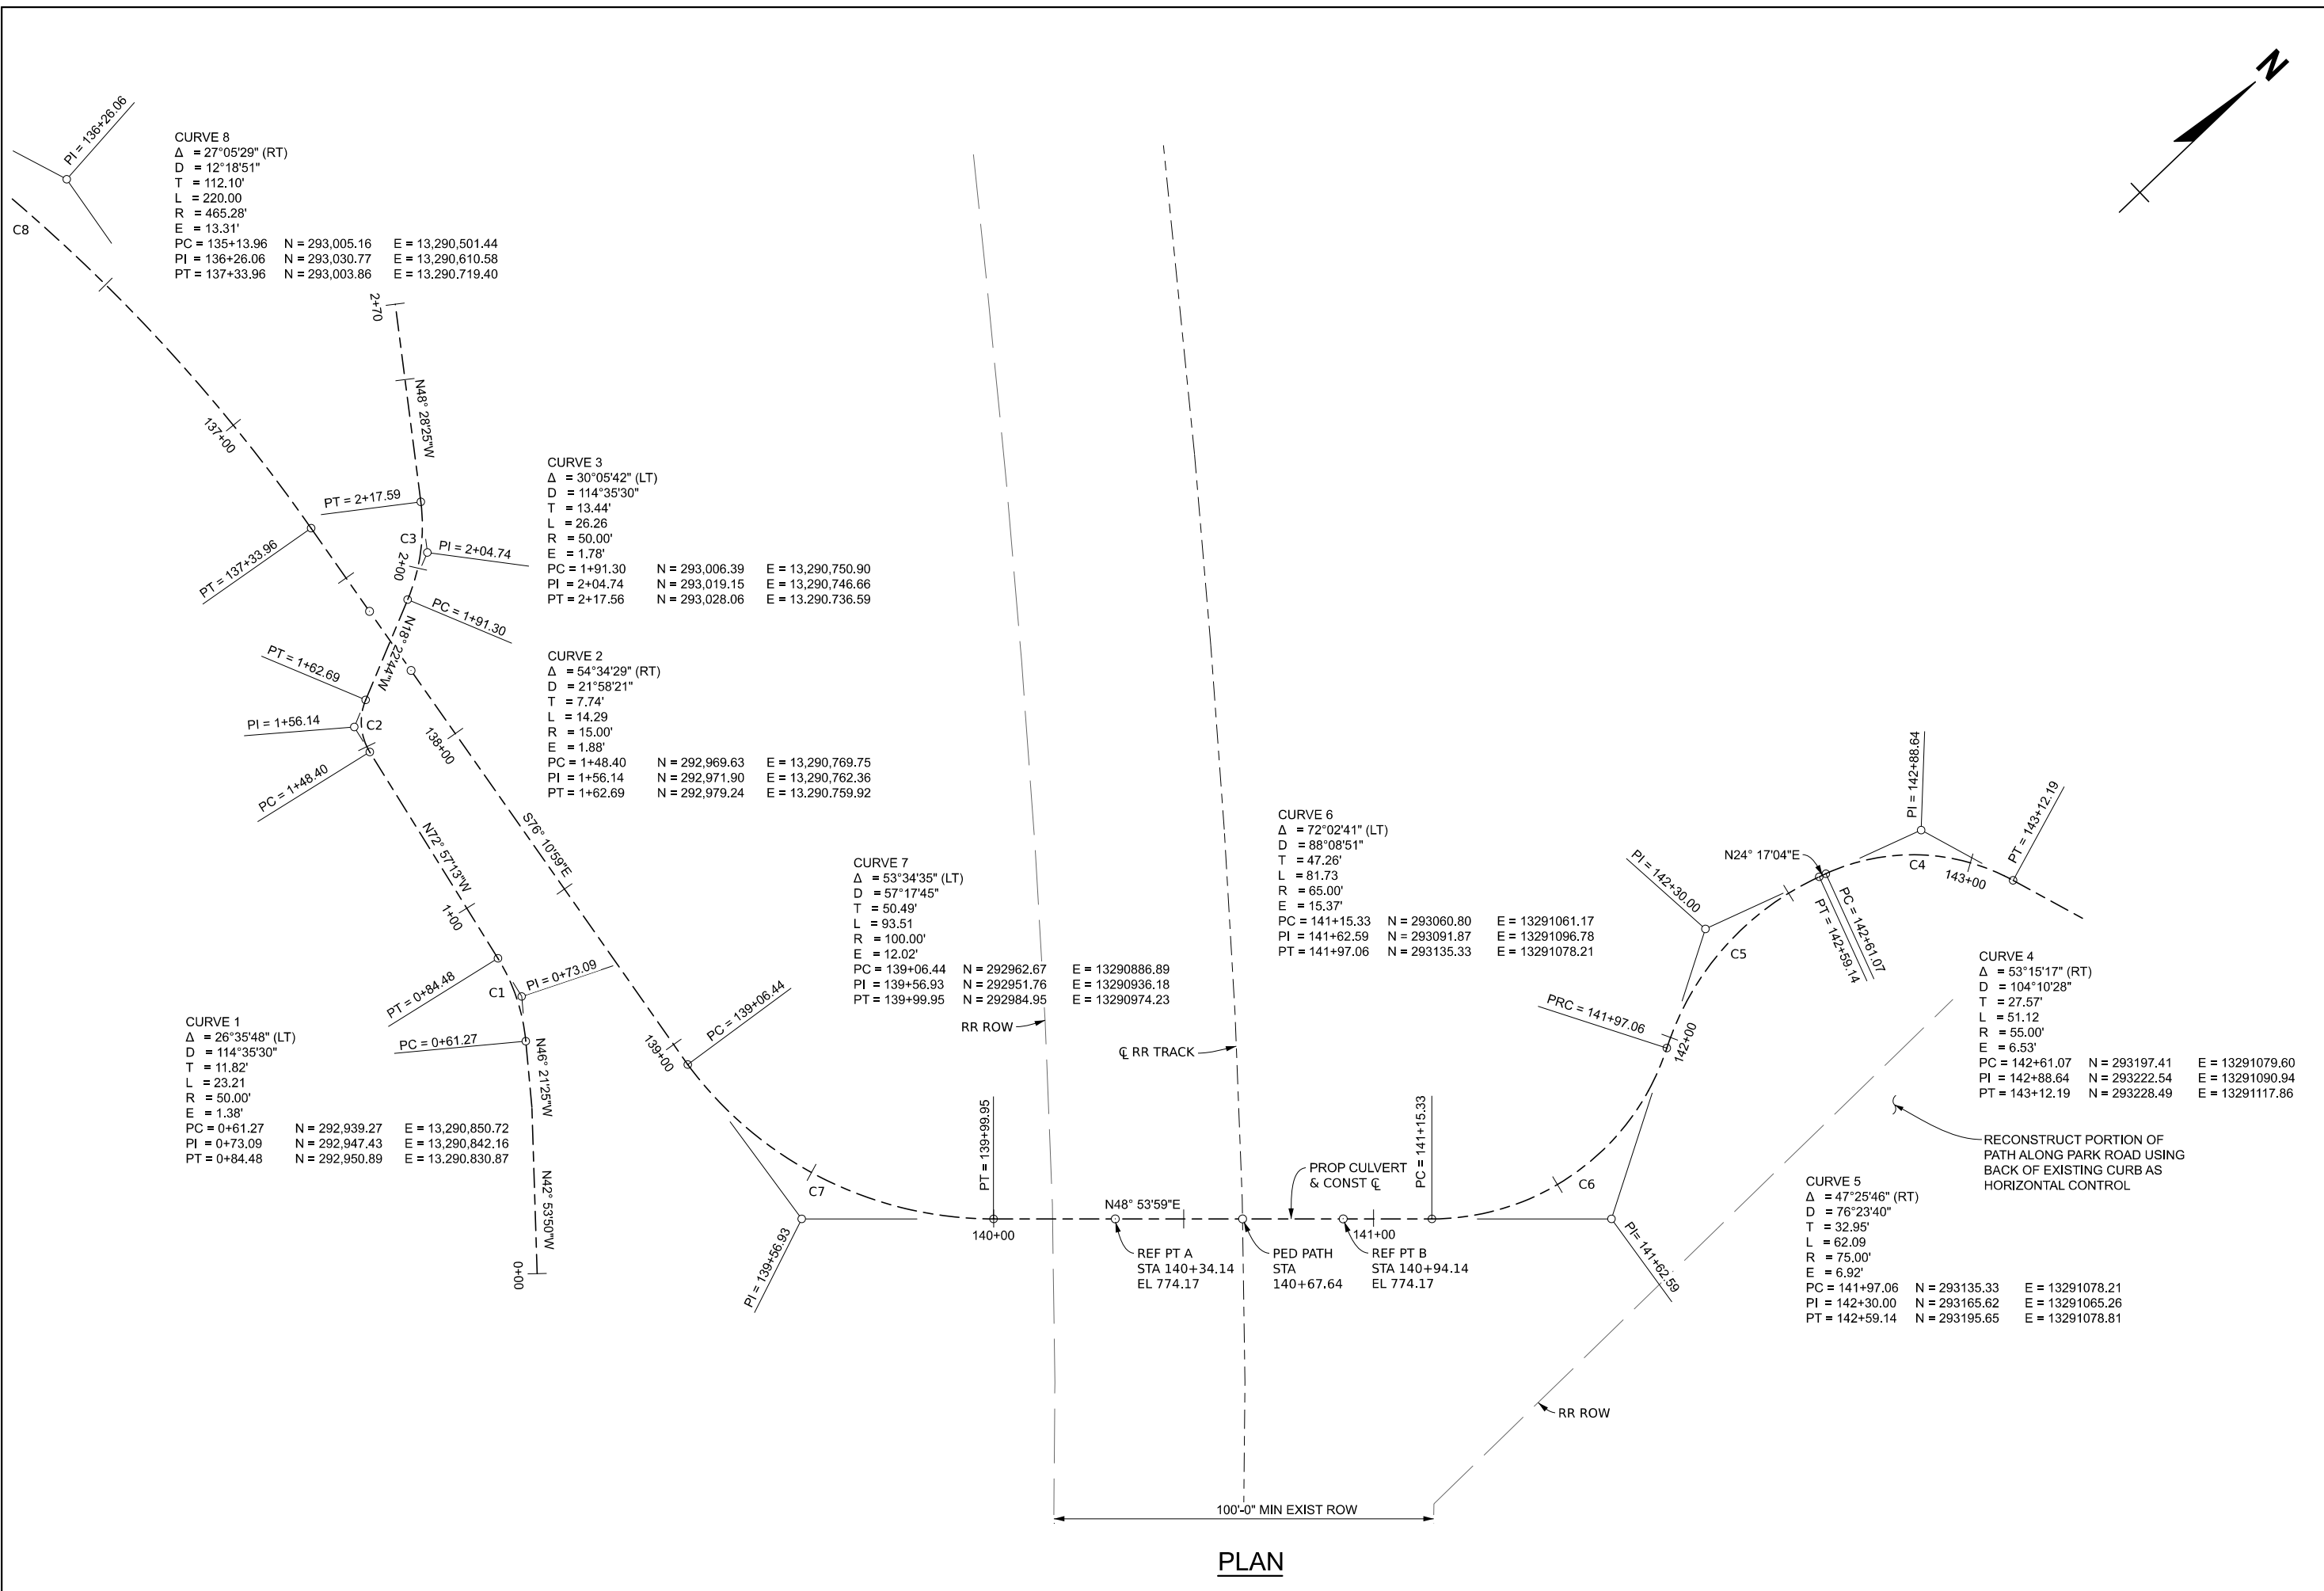 N
PI = 136+26.06
CURVE 8
Δ = 27°05'29" (RT)
D = 12°18'51"
T = 112.10'
L = 220.00
R = 465.28'
E = 13.31'
PC = 135+13.96 N = 293,005.16 E = 13,290,501.44
PI = 136+26.06 N = 293,030.77 E = 13,290,610.58
PT = 137+33.96 N = 293,003.86 E = 13.290.719.40
C8
2+70
N48° 28'25"W
137+00
CURVE 3
Δ = 30°05'42" (LT)
D = 114°35'30"
T = 13.44'
L = 26.26
R = 50.00'
E = 1.78'
PC = 1+91.30 N = 293,006.39 E = 13,290,750.90
PI = 2+04.74 N = 293,019.15 E = 13,290,746.66
PT = 2+17.56 N = 293,028.06 E = 13.290.736.59
PT = 2+17.59
C3
PI = 2+04.74
PT = 137+33.96
2+00
PC = 1+91.30
N18° 22'44"W
PT = 1+62.69
CURVE 2
Δ = 54°34'29" (RT)
D = 21°58'21"
T = 7.74'
L = 14.29
R = 15.00'
E = 1.88'
PC = 1+48.40 N = 292,969.63 E = 13,290,769.75
PI = 1+56.14 N = 292,971.90 E = 13,290,762.36
PT = 1+62.69 N = 292,979.24 E = 13.290.759.92
PI = 1+56.14
C2
138+00
PC = 1+48.40
N72° 57'13"W
S76° 10'59"E
1+00
CURVE 7
Δ = 53°34'35" (LT)
D = 57°17'45"
T = 50.49'
L = 93.51
R = 100.00'
E = 12.02'
PC = 139+06.44 N = 292962.67 E = 13290886.89
PI = 139+56.93 N = 292951.76 E = 13290936.18
PT = 139+99.95 N = 292984.95 E = 13290974.23
CURVE 6
Δ = 72°02'41" (LT)
D = 88°08'51"
T = 47.26'
L = 81.73
R = 65.00'
E = 15.37'
PC = 141+15.33 N = 293060.80 E = 13291061.17
PI = 141+62.59 N = 293091.87 E = 13291096.78
PT = 141+97.06 N = 293135.33 E = 13291078.21
PI = 142+88.64
PT = 143+12.19
N24° 17'04"E
C4
143+00
PI = 142+30.00
PC = 142+61.07
PT = 142+59.14
C5
CURVE 4
Δ = 53°15'17" (RT)
D = 104°10'28"
T = 27.57'
L = 51.12
R = 55.00'
E = 6.53'
PC = 142+61.07 N = 293197.41 E = 13291079.60
PI = 142+88.64 N = 293222.54 E = 13291090.94
PT = 143+12.19 N = 293228.49 E = 13291117.86
PT = 0+84.48
C1
PI = 0+73.09
PC = 139+06.44
139+00
PRC = 141+97.06
142+00
RR ROW
℄ RR TRACK
CURVE 1
Δ = 26°35'48" (LT)
D = 114°35'30"
T = 11.82'
L = 23.21
R = 50.00'
E = 1.38'
PC = 0+61.27 N = 292,939.27 E = 13,290,850.72
PI = 0+73.09 N = 292,947.43 E = 13,290,842.16
PT = 0+84.48 N = 292,950.89 E = 13.290.830.87
PC = 0+61.27
N46° 21'25"W
N42° 53'50"W
0+00
C7
PI = 139+56.93
PT = 139+99.95
140+00
N48° 53'59"E
PROP CULVERT
& CONST ℄
PC = 141+15.33
141+00
C6
PI= 141+62.59
RECONSTRUCT PORTION OF
PATH ALONG PARK ROAD USING
BACK OF EXISTING CURB AS
HORIZONTAL CONTROL
REF PT A
STA 140+34.14
EL 774.17
PED PATH
STA
140+67.64
REF PT B
STA 140+94.14
EL 774.17
CURVE 5
Δ = 47°25'46" (RT)
D = 76°23'40"
T = 32.95'
L = 62.09
R = 75.00'
E = 6.92'
PC = 141+97.06 N = 293135.33 E = 13291078.21
PI = 142+30.00 N = 293165.62 E = 13291065.26
PT = 142+59.14 N = 293195.65 E = 13291078.81
RR ROW
100'-0" MIN EXIST ROW
PLAN